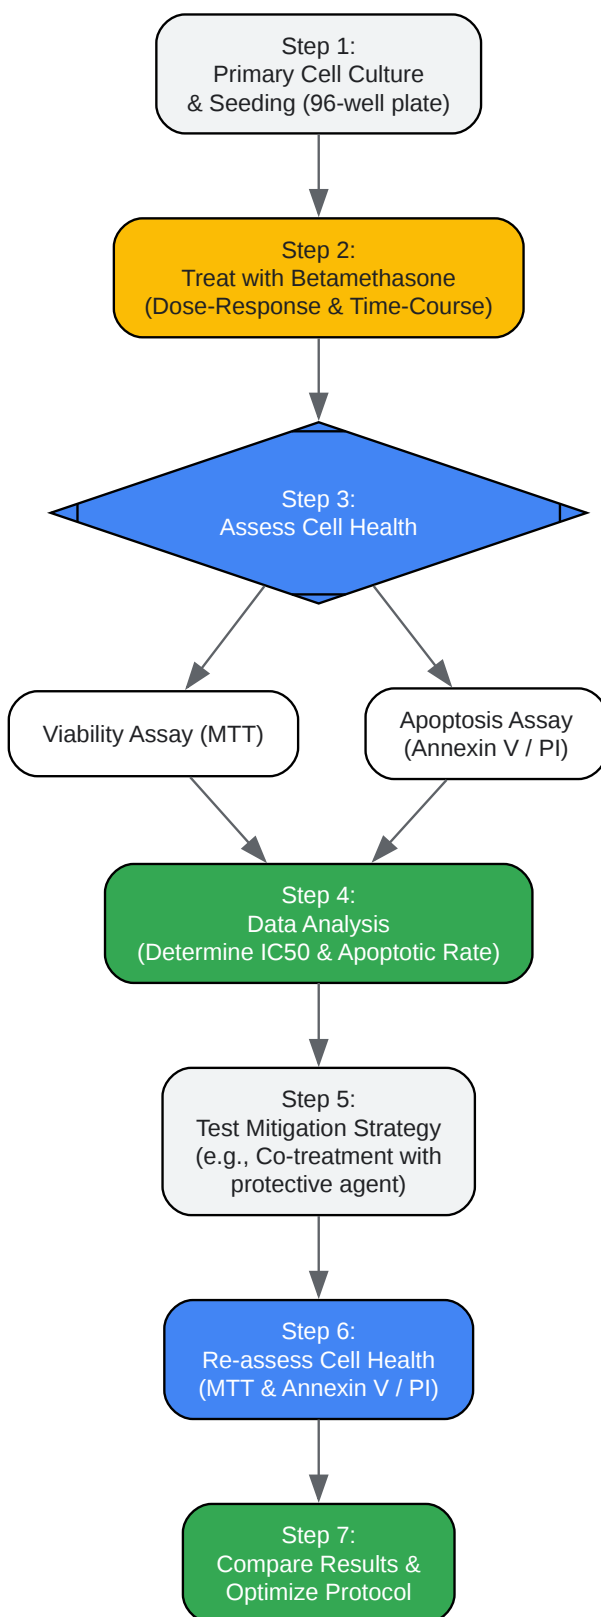 Step 1:
Primary Cell Culture
& Seeding (96-well plate)
Step 2:
Treat with Betamethasone
(Dose-Response & Time-Course)
Step 3:
Assess Cell Health
Viability Assay (MTT)
Apoptosis Assay
(Annexin V / PI)
Step 4:
Data Analysis
(Determine IC50 & Apoptotic Rate)
Step 5:
Test Mitigation Strategy
(e.g., Co-treatment with
protective agent)
Step 6:
Re-assess Cell Health
(MTT & Annexin V / PI)
Step 7:
Compare Results &
Optimize Protocol